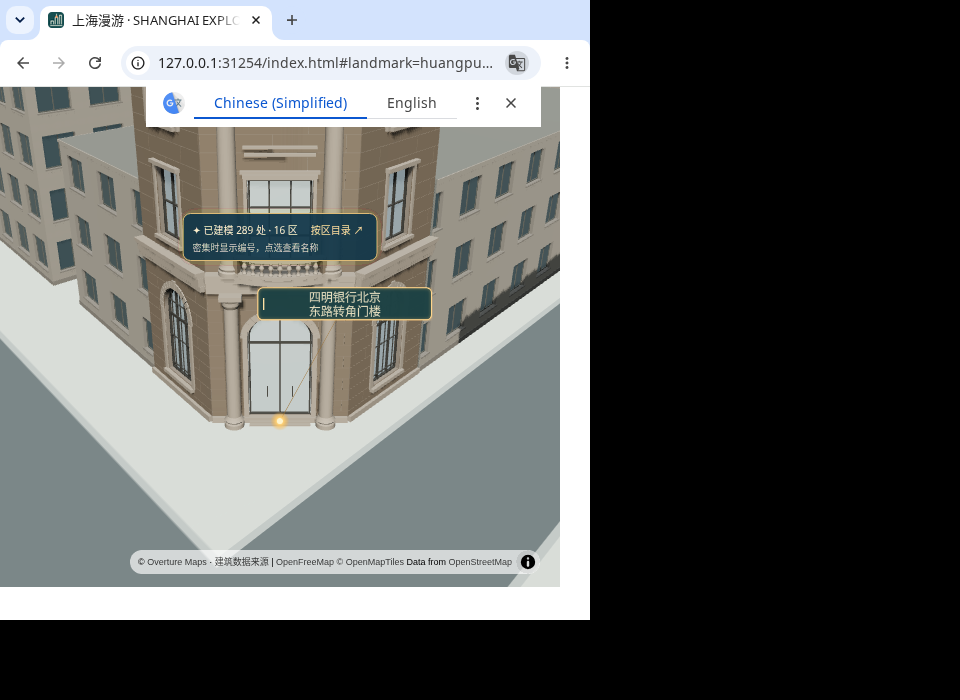 上海漫游 · SHANGHAI EXPLO
127.0.0.1:31254/index.html#landmark=huangpu...
Chinese (Simplified)
English
✦ 已建模 289 处 · 16 区 按区目录 ↗
密集时显示编号，点选查看名称
四明银行北京
东路转角门楼
© Overture Maps · 建筑数据来源 | OpenFreeMap © OpenMapTiles Data from OpenStreetMap